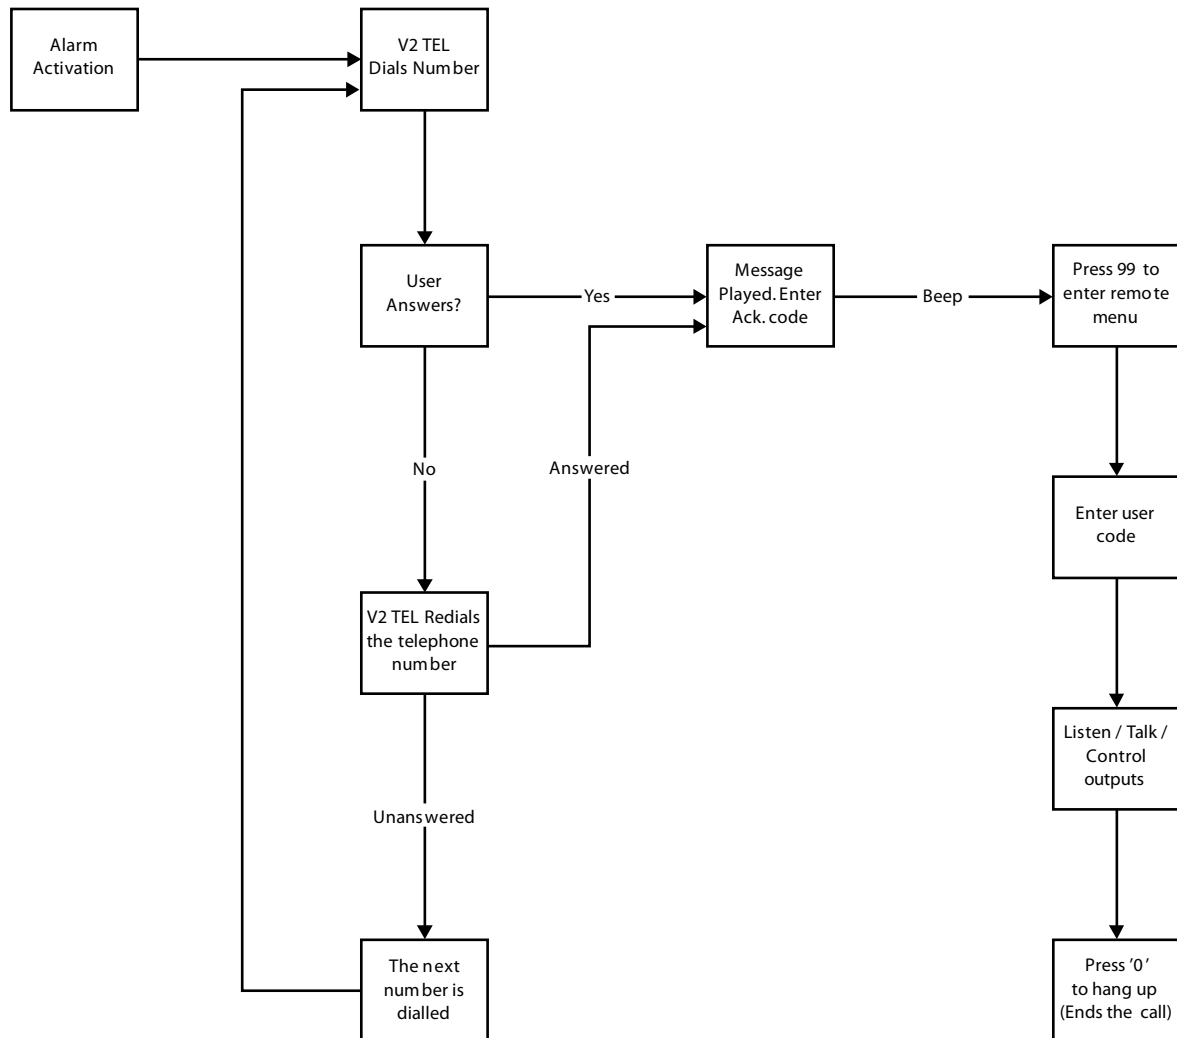 Alarm
Activation
V2 TEL
Dials Number
User
Answers?
Yes
Message
Played. Enter
Ack. code
Beep
Press 99 to
enter remote
menu
No
Answered
Enter user
code
V2 TEL Redials
the telephone
number
Listen / Talk /
Control
outputs
Unanswered
The next
number is
dialled
Press '0'
to hang up
(Ends the call)